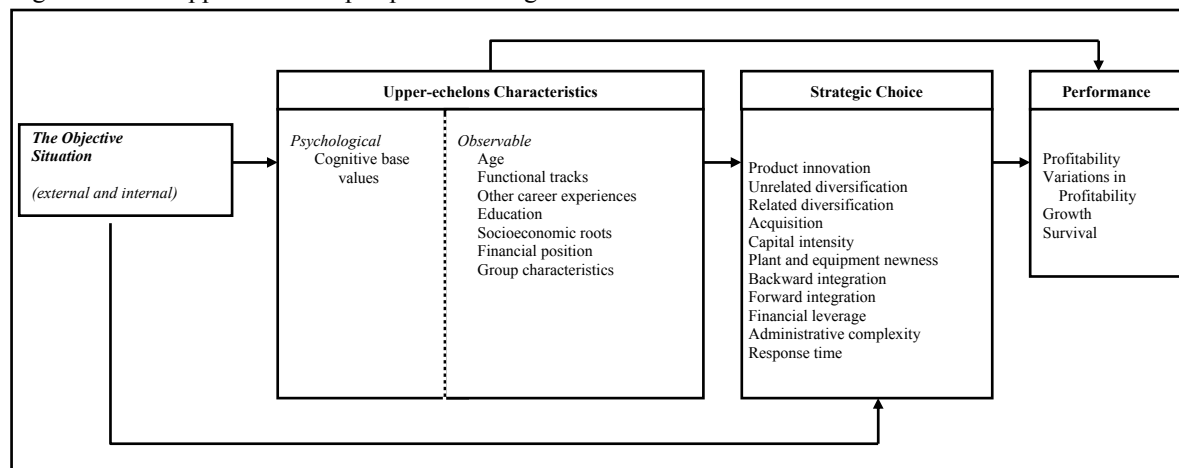 Upper-echelons Characteristics
Strategic Choice
Performance
The Objective
Situation
(external and internal)
Psychological
Cognitive base
values
Observable
Age
Functional tracks
Other career experiences
Education
Socioeconomic roots
Financial position
Group characteristics
Product innovation
Unrelated diversification
Related diversification
Acquisition
Capital intensity
Plant and equipment newness
Backward integration
Forward integration
Financial leverage
Administrative complexity
Response time
Profitability
Variations in
Profitability
Growth
Survival